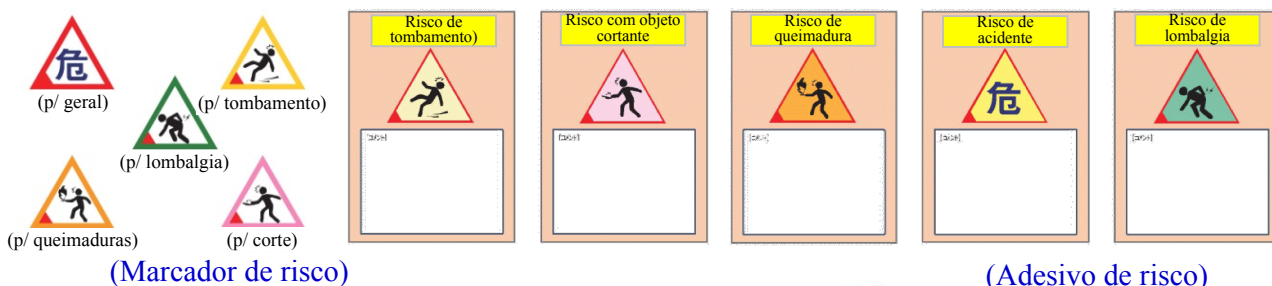 危
(p/ geral)
(p/ tombamento)
(p/ lombalgia)
(p/ queimaduras)
(p/ corte)
(Marcador de risco)
Risco de
tombamento)
Risco com objeto
cortante
Risco de
queimadura
Risco de
acidente
危
Risco de
lombalgia
(Adesivo de risco)